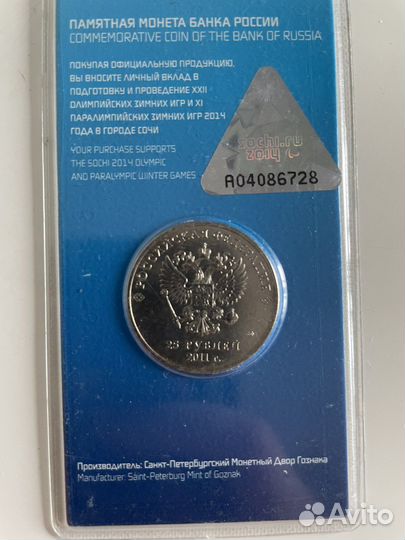 ПАМЯТНАЯ МОНЕТА БАНКА РОССИИ
COMMEMORATIVE COIN OF THE BANK OF RUSSIA
ПОКУПАЯ ОФИЦИАЛЬНУЮ ПРОДУКЦИЮ,
ВЫ ВНОСИТЕ ЛИЧНЫЙ ВКЛАД В
ПОДГОТОВКУ И ПРОВЕДЕНИЕ XXII
ОЛИМПИЙСКИХ ЗИМНИХ ИГР И XI
ПАРАЛИМПИЙСКИХ ЗИМНИХ ИГР 2014
ГОДА В ГОРОДЕ СОЧИ
YOUR PURCHASE SUPPORTS
THE SOCHI 2014 OLYMPIC
AND PARALYMPIC WINTER GAMES
sochi.ru
2014
A04086728
РОССИЙСКАЯ ФЕДЕРАЦИЯ
25 РУБЛЕЙ
2011 г.
Производитель: Санкт-Петербургский Монетный Двор Гознака
Manufacturer: Saint-Peterburg Mint of Goznak
Avito